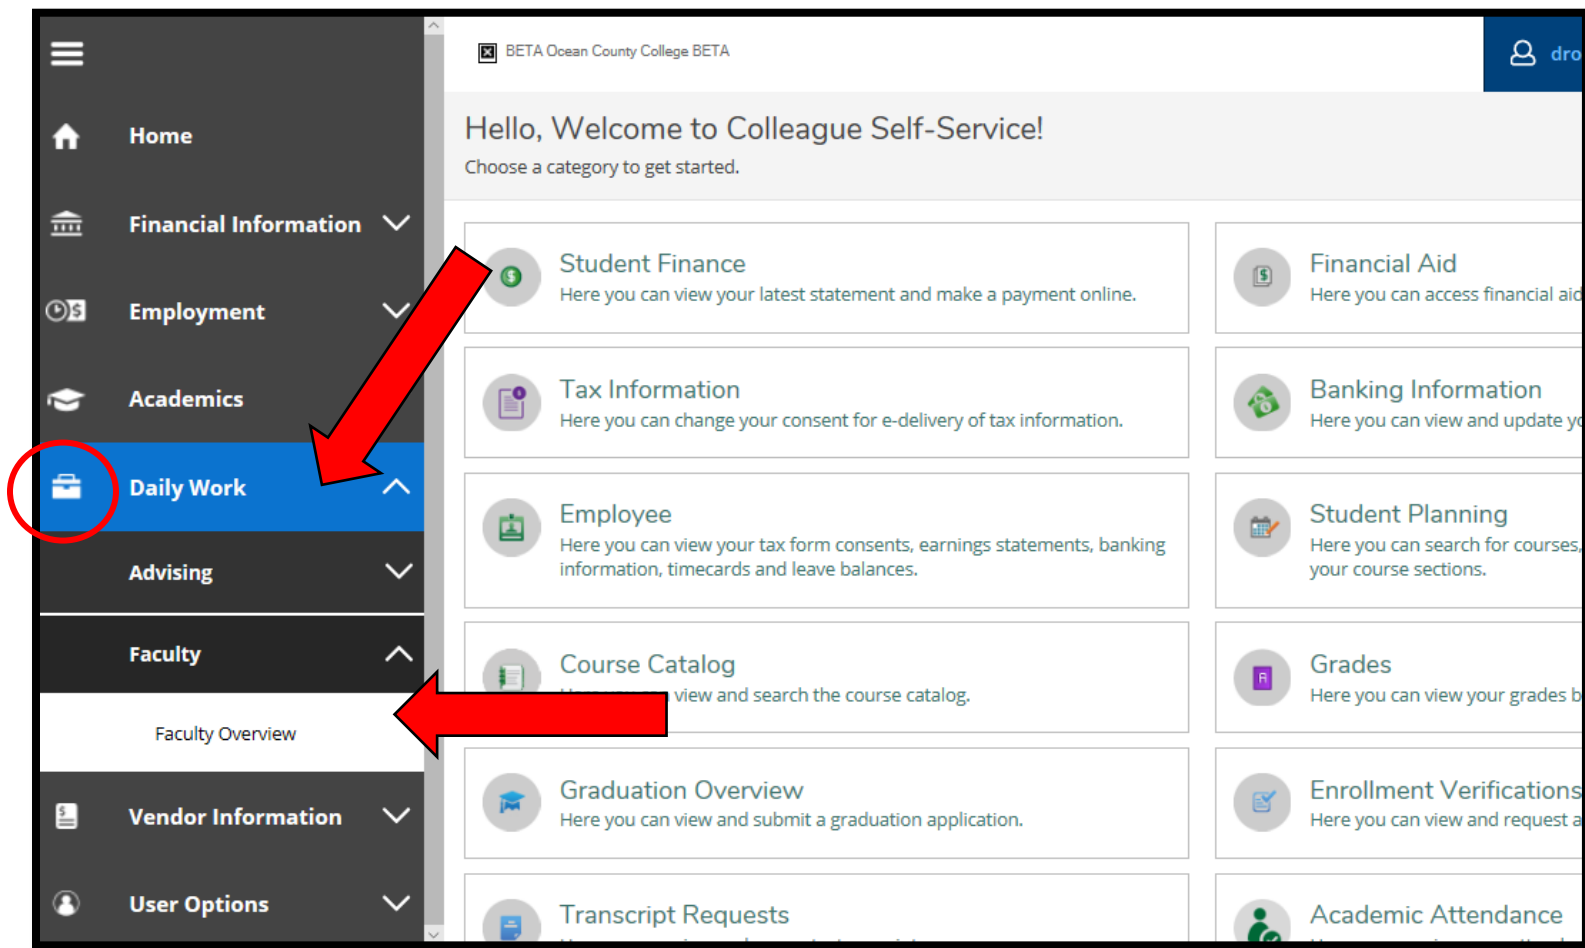 BETA Ocean County College BETA
dro
Home
Financial Information
Employment
Academics
Daily Work
Advising
Faculty
Faculty Overview
Vendor Information
User Options
Hello, Welcome to Colleague Self-Service!
Choose a category to get started.
Student Finance
Here you can view your latest statement and make a payment online.
Financial Aid
Here you can access financial aid
Tax Information
Here you can change your consent for e-delivery of tax information.
Banking Information
Here you can view and update yo
Employee
Here you can view your tax form consents, earnings statements, banking
information, timecards and leave balances.
Student Planning
Here you can search for courses,
your course sections.
Course Catalog
view and search the course catalog.
Grades
Here you can view your grades b
Graduation Overview
Here you can view and submit a graduation application.
Enrollment Verifications
Here you can view and request a
Transcript Requests
Academic Attendance